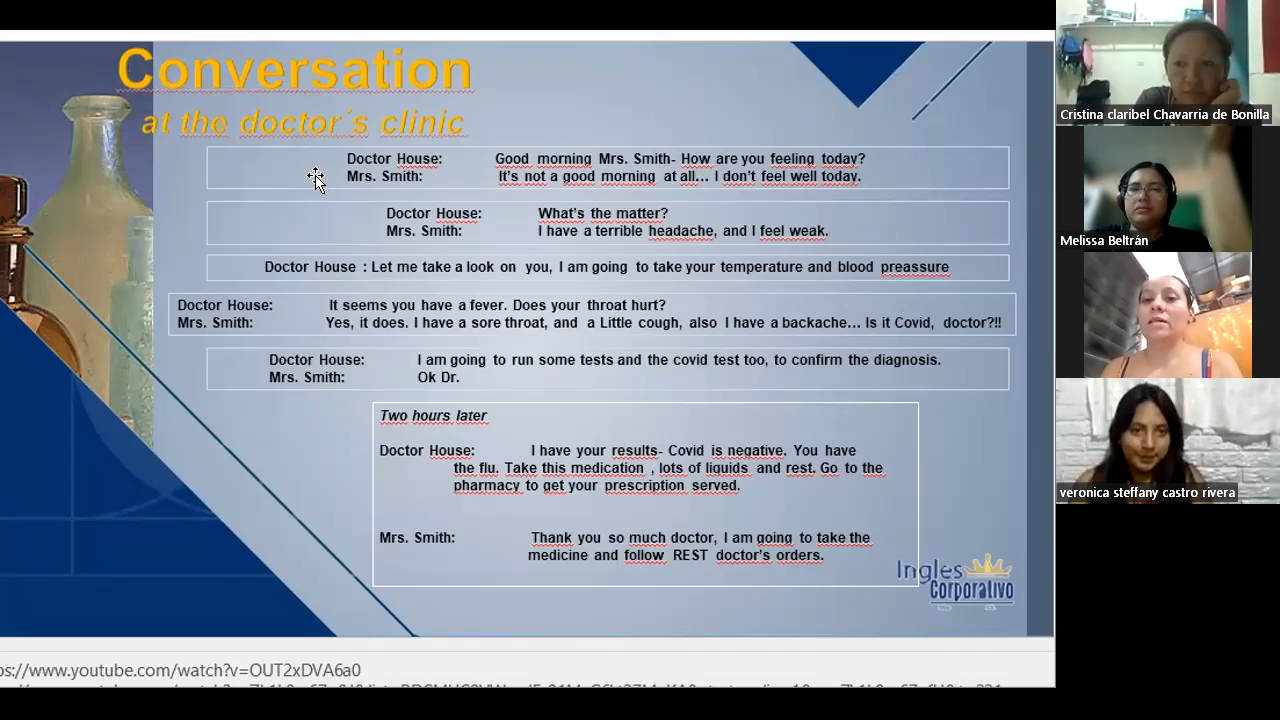 Conversation
at the doctor´s clinic
Doctor House: Good morning Mrs. Smith- How are you feeling today?
Mrs. Smith: It's not a good morning at all... I don't feel well today.
Doctor House: What's the matter?
Mrs. Smith: I have a terrible headache, and I feel weak.
Doctor House : Let me take a look on you, I am going to take your temperature and blood preassure
Doctor House: It seems you have a fever. Does your throat hurt?
Mrs. Smith: Yes, it does. I have a sore throat, and a Little cough, also I have a backache... Is it Covid, doctor?!!
Doctor House: I am going to run some tests and the covid test too, to confirm the diagnosis.
Mrs. Smith: Ok Dr.
Two hours later
Doctor House: I have your results- Covid is negative. You have
the flu. Take this medication , lots of liquids and rest. Go to the
pharmacy to get your prescription served.
Mrs. Smith: Thank you so much doctor, I am going to take the
medicine and follow REST doctor's orders.
Ingles
Corporativo
ps://www.youtube.com/watch?v=OUT2xDVA6a0
Cristina claribel Chavarria de Bonilla
Melissa Beltrán
veronica steffany castro rivera